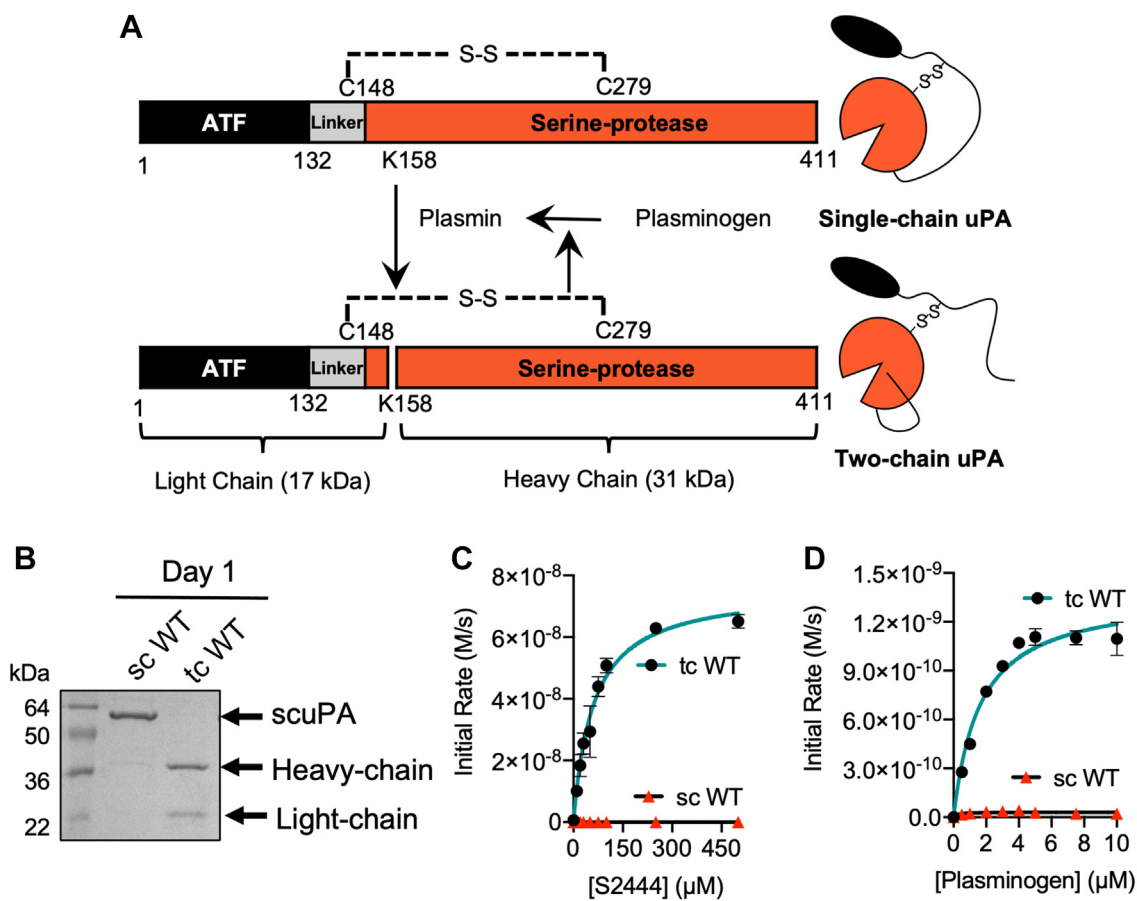 A
S-S
C148
C279
ATF
Linker
Serine-protease
1
132
K158
411
S-S
Single-chain uPA
Plasmin
Plasminogen
S-S
C148
C279
ATF
Linker
Serine-protease
1
132
K158
411
S-S
Two-chain uPA
Light Chain (17 kDa)
Heavy Chain (31 kDa)
B
Day 1
sc WT
tc WT
kDa
64
50
36
22
scuPA
Heavy-chain
Light-chain
C
Initial Rate (M/s)
8×10-8
6×10-8
4×10-8
2×10-8
0
tc WT
sc WT
0 150 300 450
[S2444] (μM)
D
Initial Rate (M/s)
1.5×10-9
1.2×10-9
9.0×10-10
6.0×10-10
3.0×10-10
0.0
tc WT
sc WT
0 2 4 6 8 10
[Plasminogen] (μM)